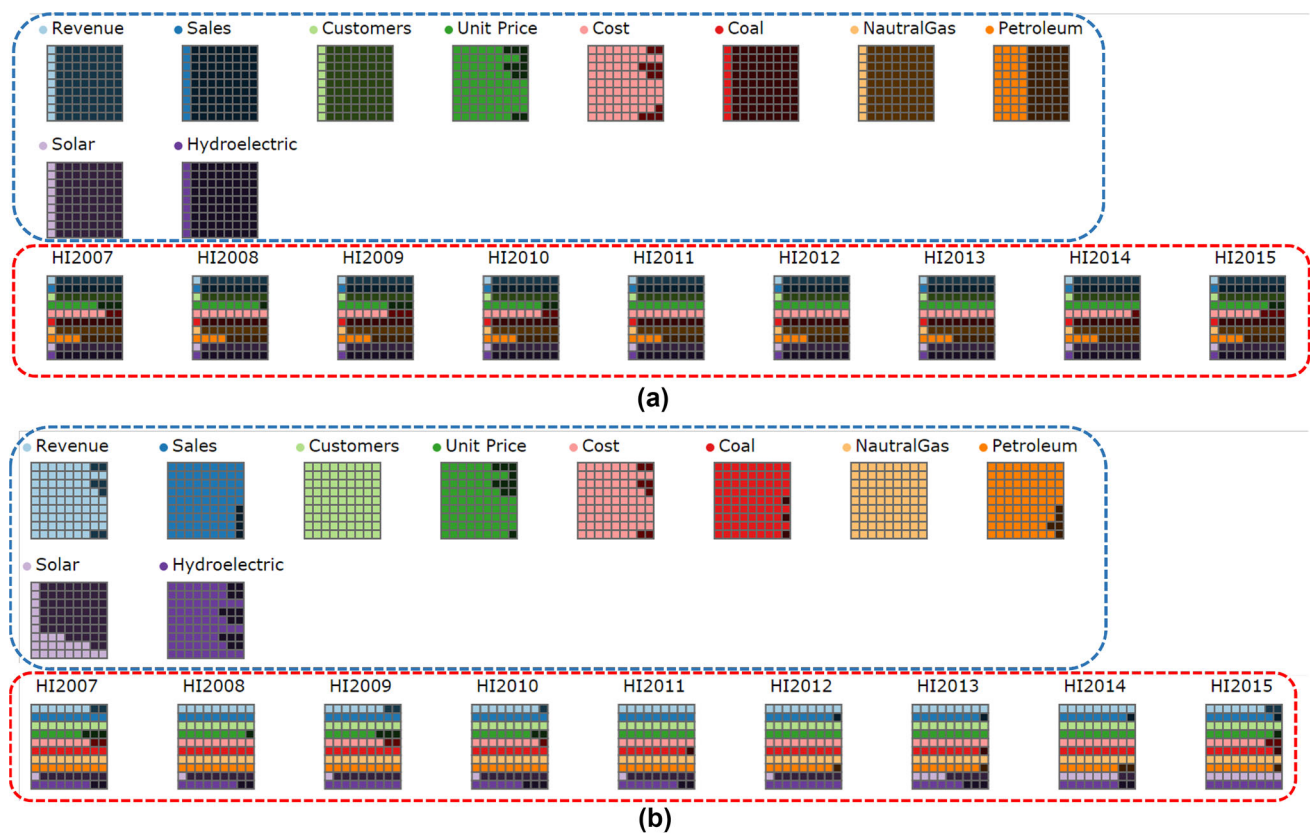 Revenue Sales Customers Unit Price Cost Coal NautralGas Petroleum
Solar Hydroelectric
HI2007 HI2008 HI2009 HI2010 HI2011 HI2012 HI2013 HI2014 HI2015
(a)
Revenue Sales Customers Unit Price Cost Coal NautralGas Petroleum
Solar Hydroelectric
HI2007 HI2008 HI2009 HI2010 HI2011 HI2012 HI2013 HI2014 HI2015
(b)